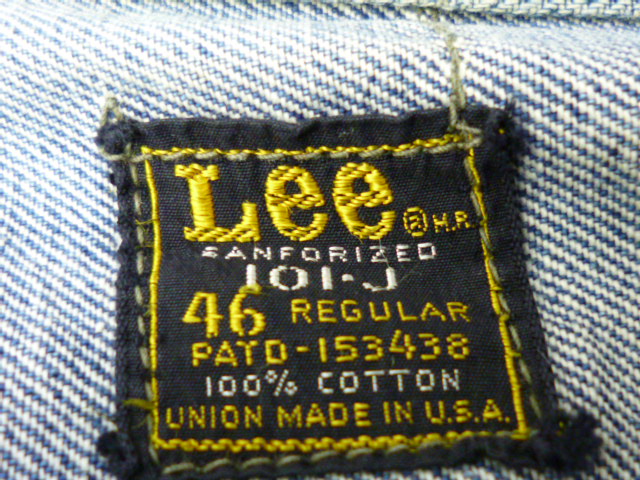 Lee ® M.R.
SANFORIZED
101-J
46 REGULAR
PATD-153438
100% COTTON
UNION MADE IN U.S.A.